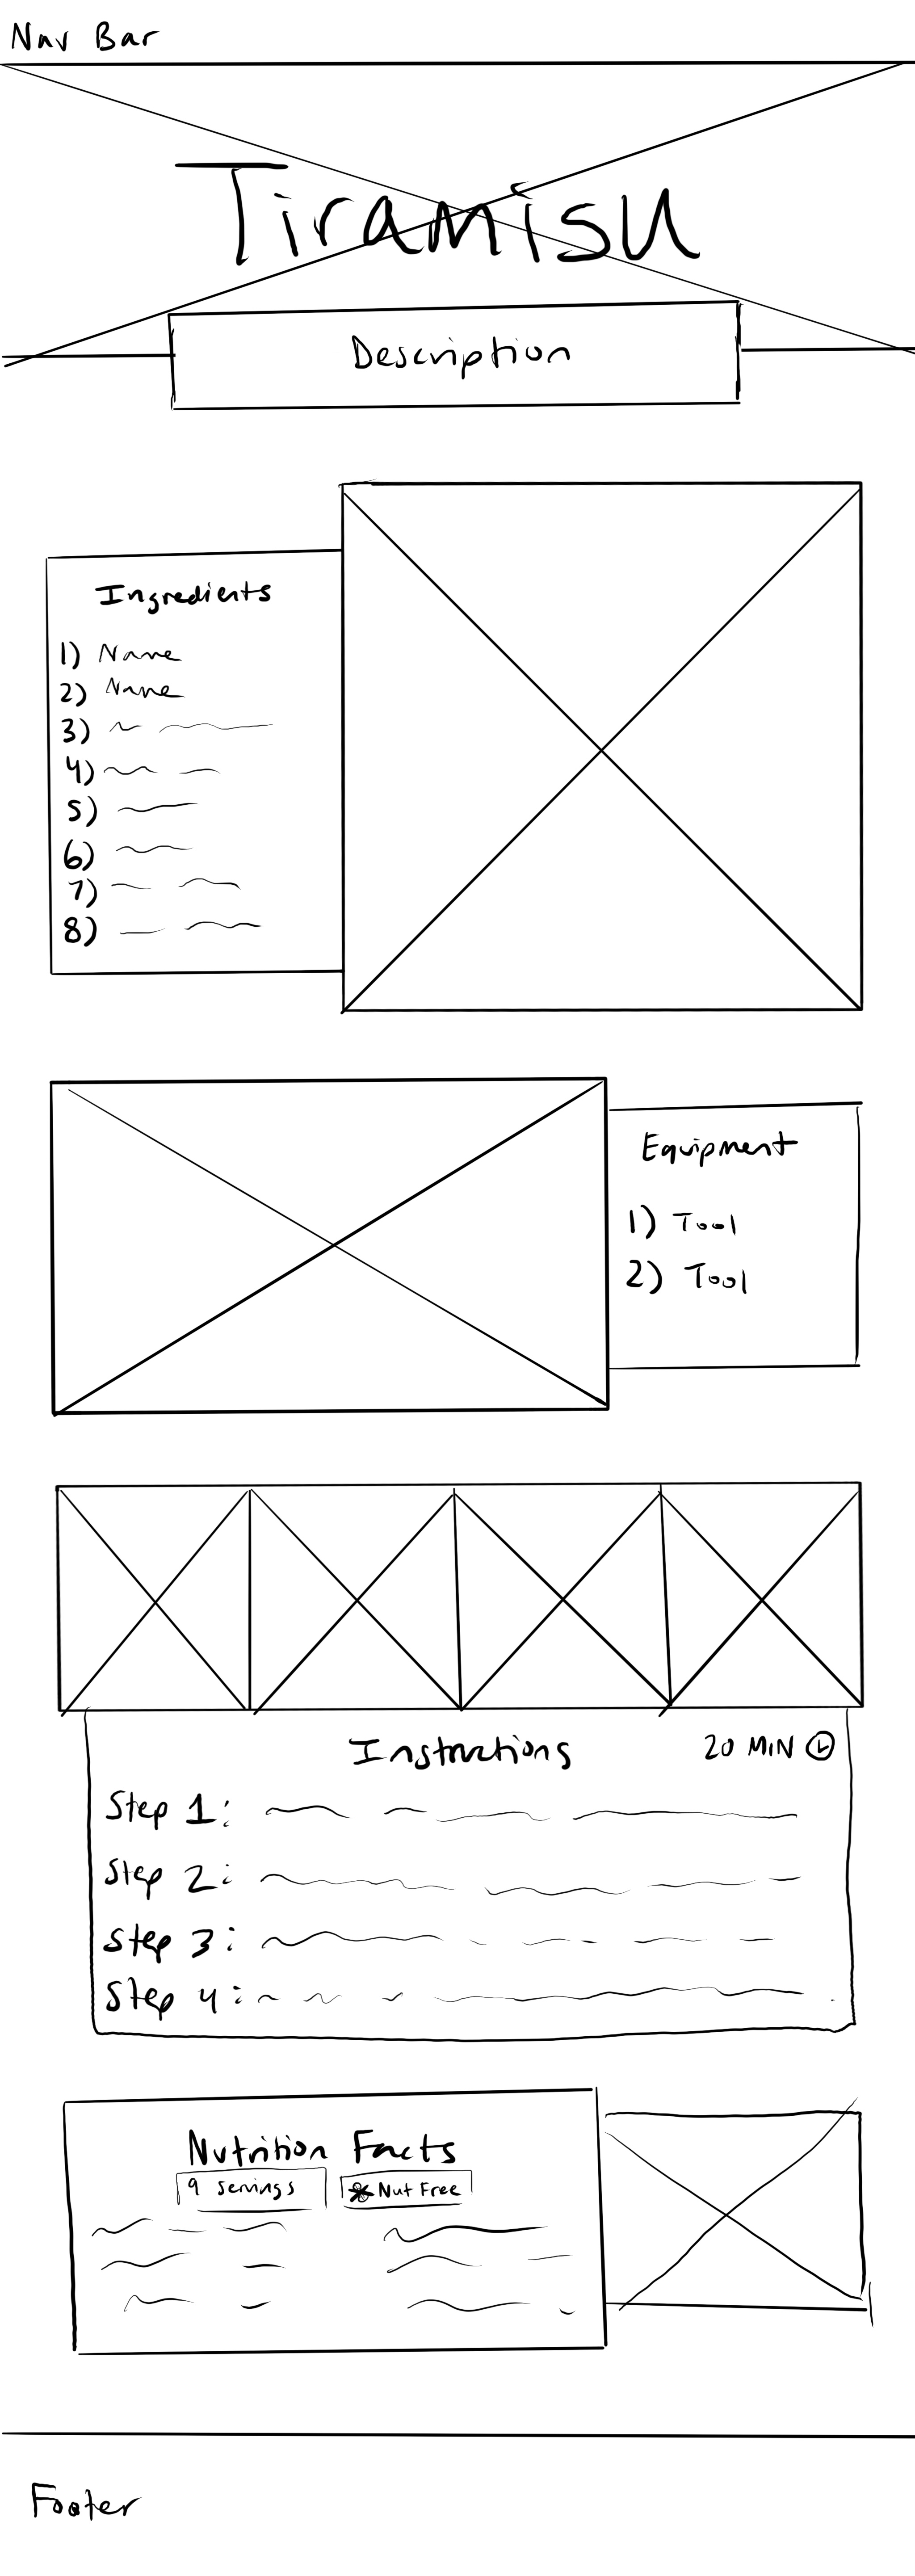 Nav Bar
Tiramisu
Description
Ingredients
1) Name
2) Name
3)
4)
5)
6)
7)
8)
Equipment
1) Tool
2) Tool
Instructions 20 MIN
Step 1:
Step 2:
Step 3:
Step 4:
Nutrition Facts
9 Servings Nut Free
Footer